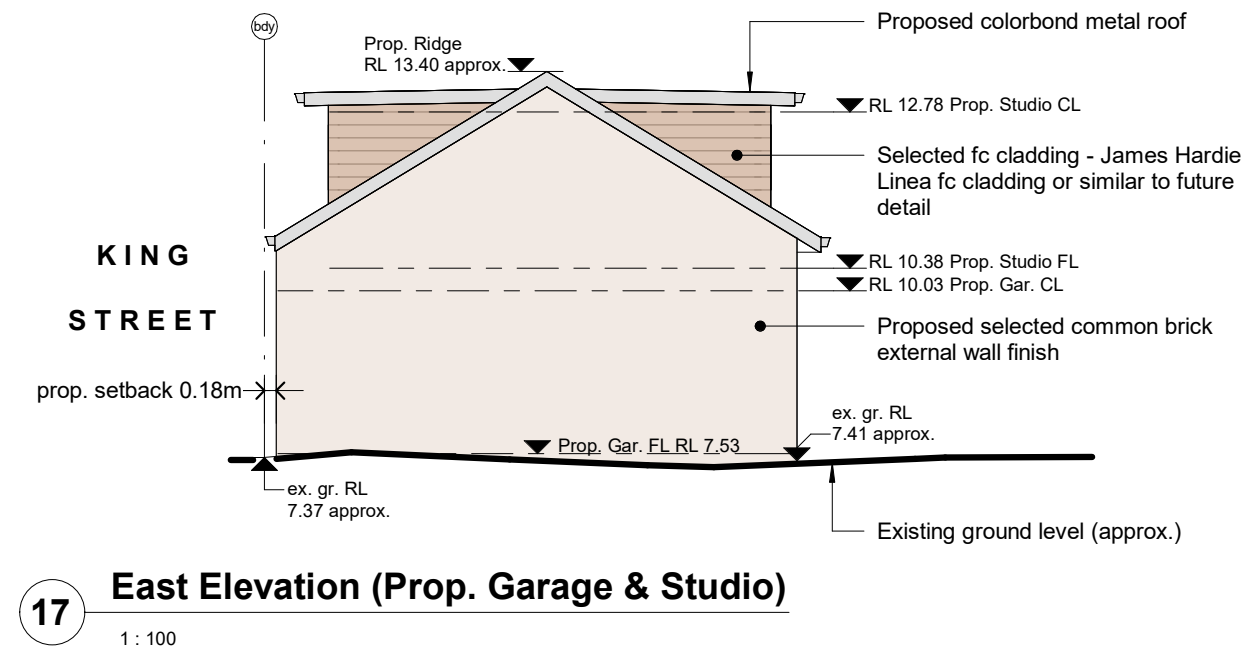 bdy
Proposed colorbond metal roof
Prop. Ridge
RL 13.40 approx.
RL 12.78 Prop. Studio CL
Selected fc cladding - James Hardie
Linea fc cladding or similar to future
detail
KING
STREET
RL 10.38 Prop. Studio FL
RL 10.03 Prop. Gar. CL
Proposed selected common brick
external wall finish
prop. setback 0.18m
ex. gr. RL
7.41 approx.
Prop. Gar. FL RL 7.53
ex. gr. RL
7.37 approx.
Existing ground level (approx.)
17
East Elevation (Prop. Garage & Studio)
1 : 100